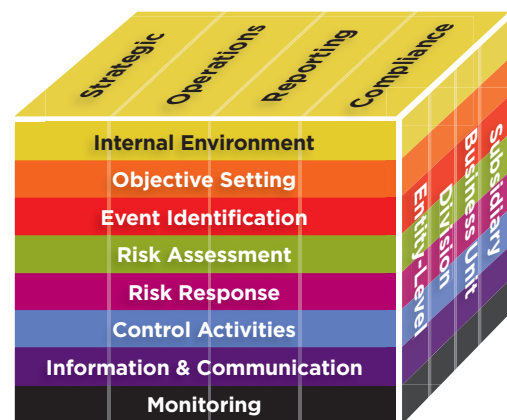 Strategic
Operations
Reporting
Compliance
Internal Environment
Objective Setting
Event Identification
Risk Assessment
Risk Response
Control Activities
Information & Communication
Monitoring
Entity-Level
Division
Business Unit
Subsidiary